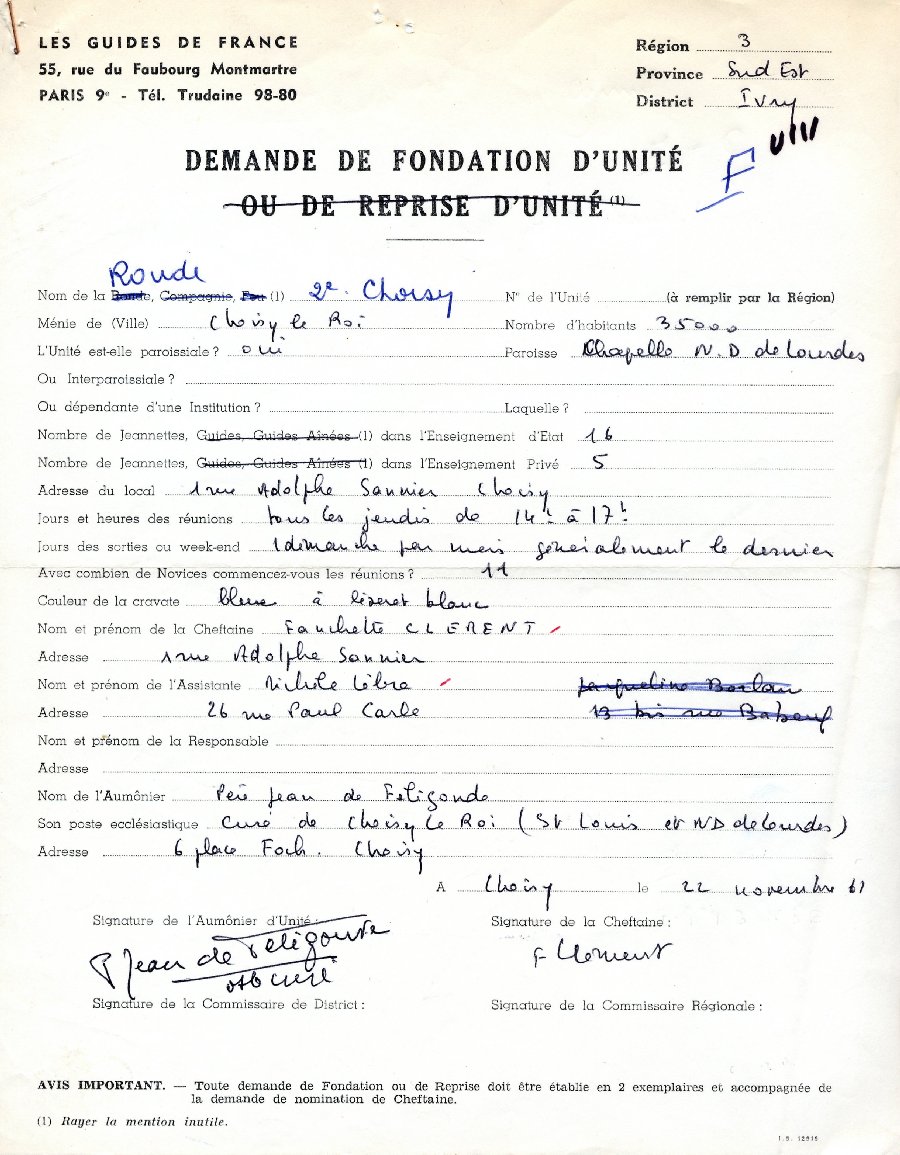 LES GUIDES DE FRANCE
55, rue du Faubourg Montmartre
PARIS 9e - Tél. Trudaine 98-80
Région 3
Province Sud Est
District Ivry
F VIII
DEMANDE DE FONDATION D'UNITÉ
OU DE REPRISE D'UNITÉ (1)
Ronde
Nom de la Ronde, Compagnie, Feu (1) 2e Choisy N° de l'Unité (à remplir par la Région)
Ménie de (Ville) Choisy le Roi Nombre d'habitants 35000
L'Unité est-elle paroissiale ? oui Paroisse Chapelle N.D de Lourdes
Ou Interparoissiale ?
Ou dépendante d'une Institution ? Laquelle ?
Nombre de Jeannettes, Guides, Guides Aînées (1) dans l'Enseignement d'Etat 16
Nombre de Jeannettes, Guides, Guides Aînées (1) dans l'Enseignement Privé 5
Adresse du local 1 rue Adolphe Sannier Choisy
Jours et heures des réunions tous les jeudis de 14h à 17h
Jours des sorties ou week-end 1 dimanche par mois généralement le dernier
Avec combien de Novices commencez-vous les réunions ? 11
Couleur de la cravate bleue à liseret blanc
Nom et prénom de la Cheftaine Fanchette CLEMENT
Adresse 1 rue Adolphe Sannier
Nom et prénom de l'Assistante Michèle Jacqueline
Adresse 26 rue Paul Carle 13 bis rue Babeuf
Nom et prénom de la Responsable
Adresse
Nom de l'Aumônier Père Jean de Féligonde
Son poste ecclésiastique Curé de Choisy le Roi (St Louis et ND de Lourdes)
Adresse 6 place Foch. Choisy
A Choisy le 22 novembre 61
Signature de l'Aumônier d'Unité : Signature de la Cheftaine :
P Jean de Féligonde F Clement
curé
Signature de la Commissaire de District : Signature de la Commissaire Régionale :
AVIS IMPORTANT. — Toute demande de Fondation ou de Reprise doit être établie en 2 exemplaires et accompagnée de
la demande de nomination de Cheftaine.
(1) Rayer la mention inutile.